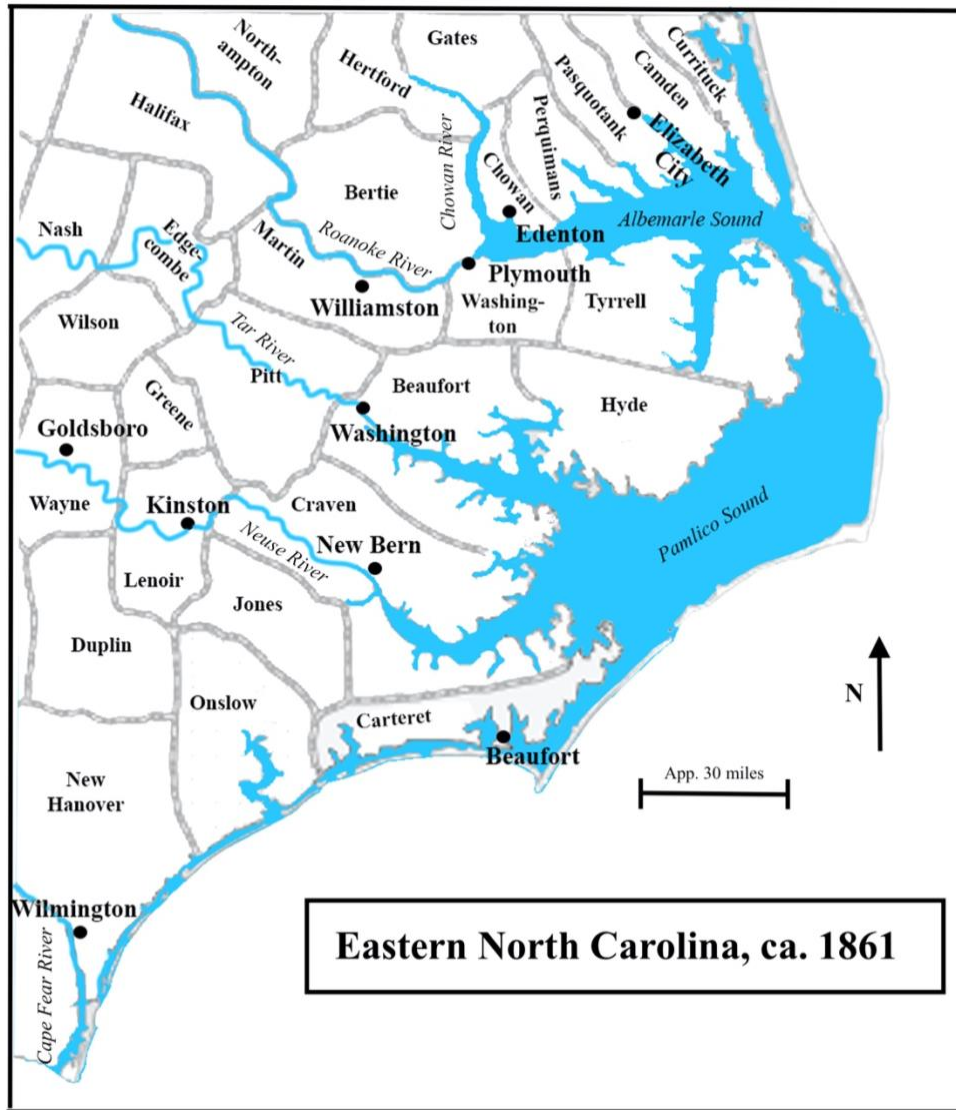 North-
ampton
Gates
Hertford
Currituck
Camden
Pasquotank
Halifax
Perquimans
Elizabeth
City
Chowan River
Chowan
Bertie
Albemarle Sound
Nash
Edge-
combe
Martin
Roanoke River
Edenton
Plymouth
Williamston
Washing-
ton
Tyrrell
Wilson
Tar River
Pitt
Beaufort
Hyde
Greene
Goldsboro
Washington
Wayne
Kinston
Craven
Pamlico Sound
Neuse River
New Bern
Lenoir
Jones
Duplin
Onslow
N
Carteret
Beaufort
App. 30 miles
New
Hanover
Wilmington
Cape Fear River
Eastern North Carolina, ca. 1861